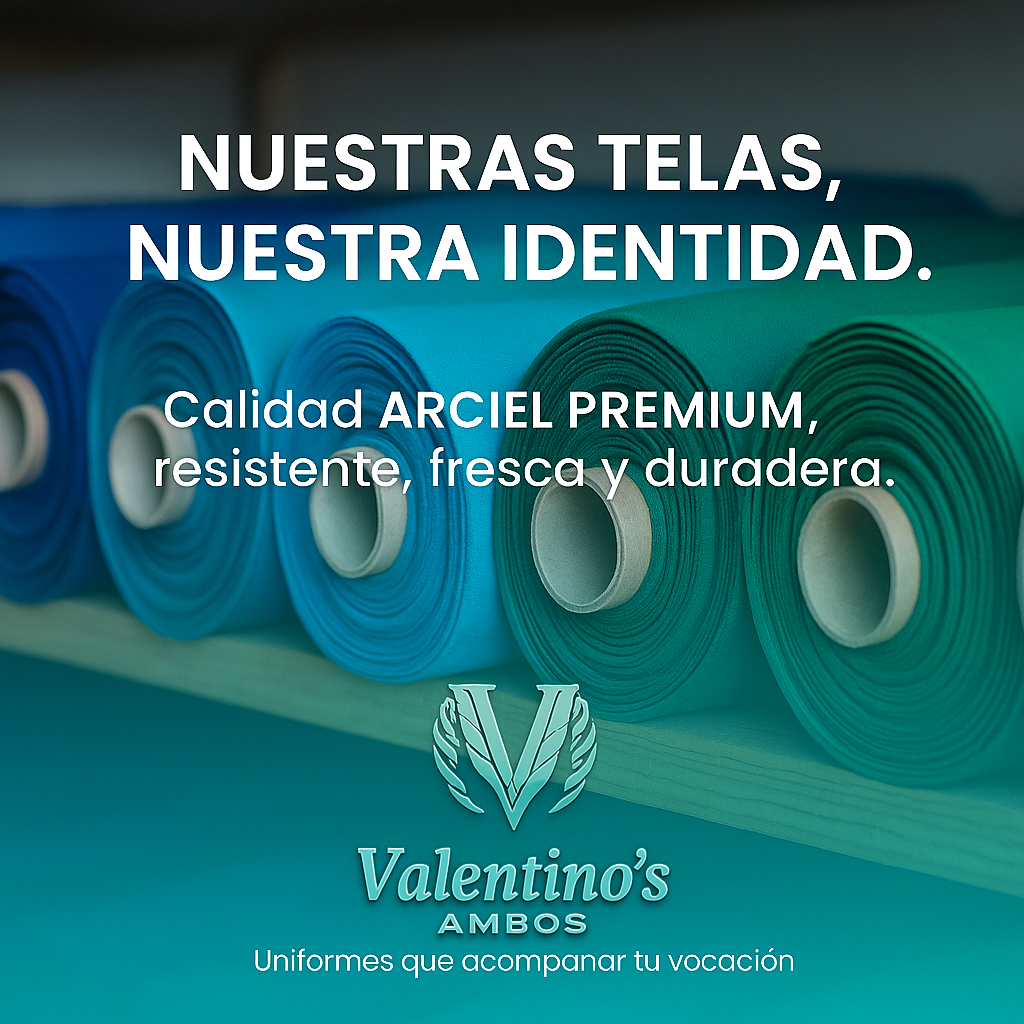 NUESTRAS TELAS,
NUESTRA IDENTIDAD.
Calidad ARCIEL PREMIUM,
resistente, fresca y duradera.
V
Valentino's
AMBOS
Uniformes que acompanar tu vocación